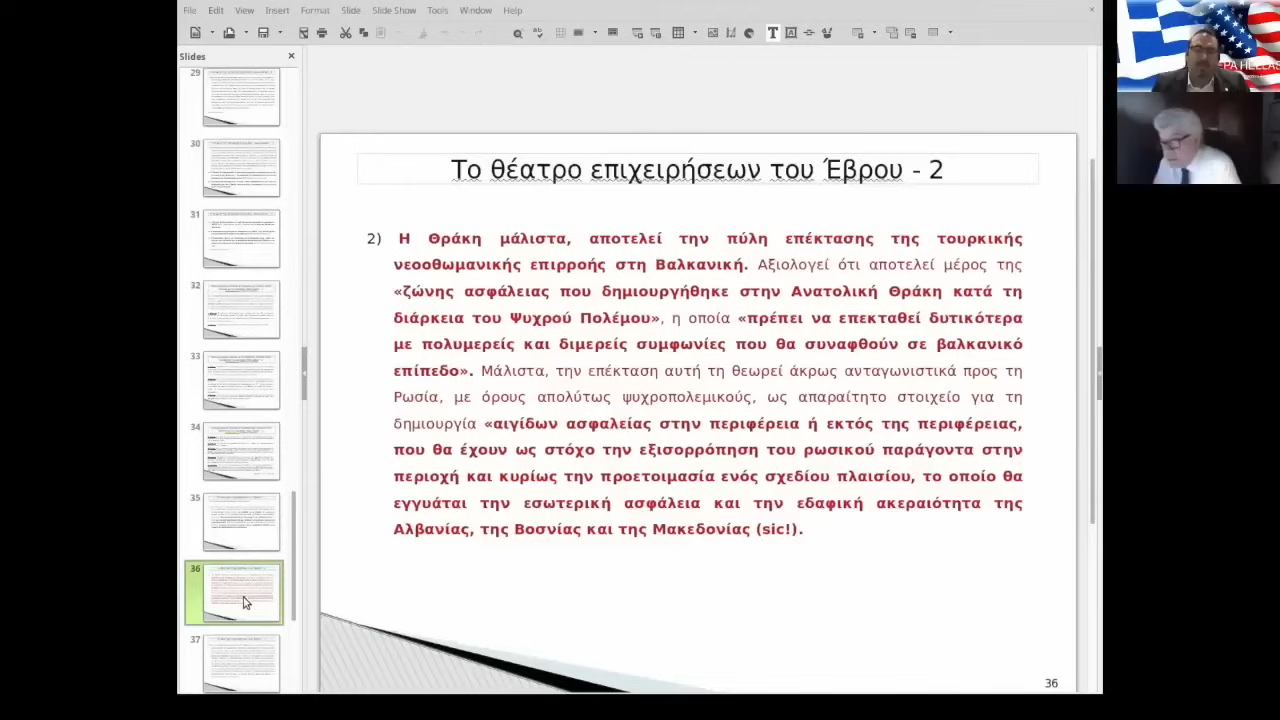 File Edit View Insert Format Slide Slide Show Tools Window Help
Slides
29
30
31
32
33
34
35
36
37
Το θέατρο επιχειρήσεων του Έβρου - 2
2) Η Θράκη μάλιστα, αποτελεί την πύλη επέκτασης της τουρκικής
νεοοθωμανικής επιρροής στη Βαλκανική. Αξιολογεί ότι αποτελεί μέρος της
«ζώνης ασφάλειας που δημιουργήθηκε στην Ανατολική Θράκη κατά τη
διάρκεια του Ψυχρού Πολέμου» η οποία «πρέπει να επεκταθεί δυτικότερα
με πολυμερείς και διμερείς συμφωνίες που θα συναφθούν σε βαλκανικό
επίπεδο». Μάλιστα, την επέκταση αυτή τη θεωρεί άκρως ανταγωνιστικά προς τη
Ρωσία, με όρους απολύτως ψυχροπολεμικούς, ως απαραίτητο στοιχείο για τη
δημιουργία «αιγίδων ασφαλείας στην περιφέρεια ή εκτός της περιφέρειας,
που θα έχουν ως στόχο την εξισορρόπηση του ρωσικού παράγοντα στην
περιοχή και κυρίως την προετοιμασία ενός σχεδίου πλαισίου, το οποίο θα
εγγυάται την εσωτερική ασφάλεια και την εδαφική ακεραιότητα της
Αλβανίας, της Βοσνίας και της Μακεδονίας (sic!).
36
PA HELLAS